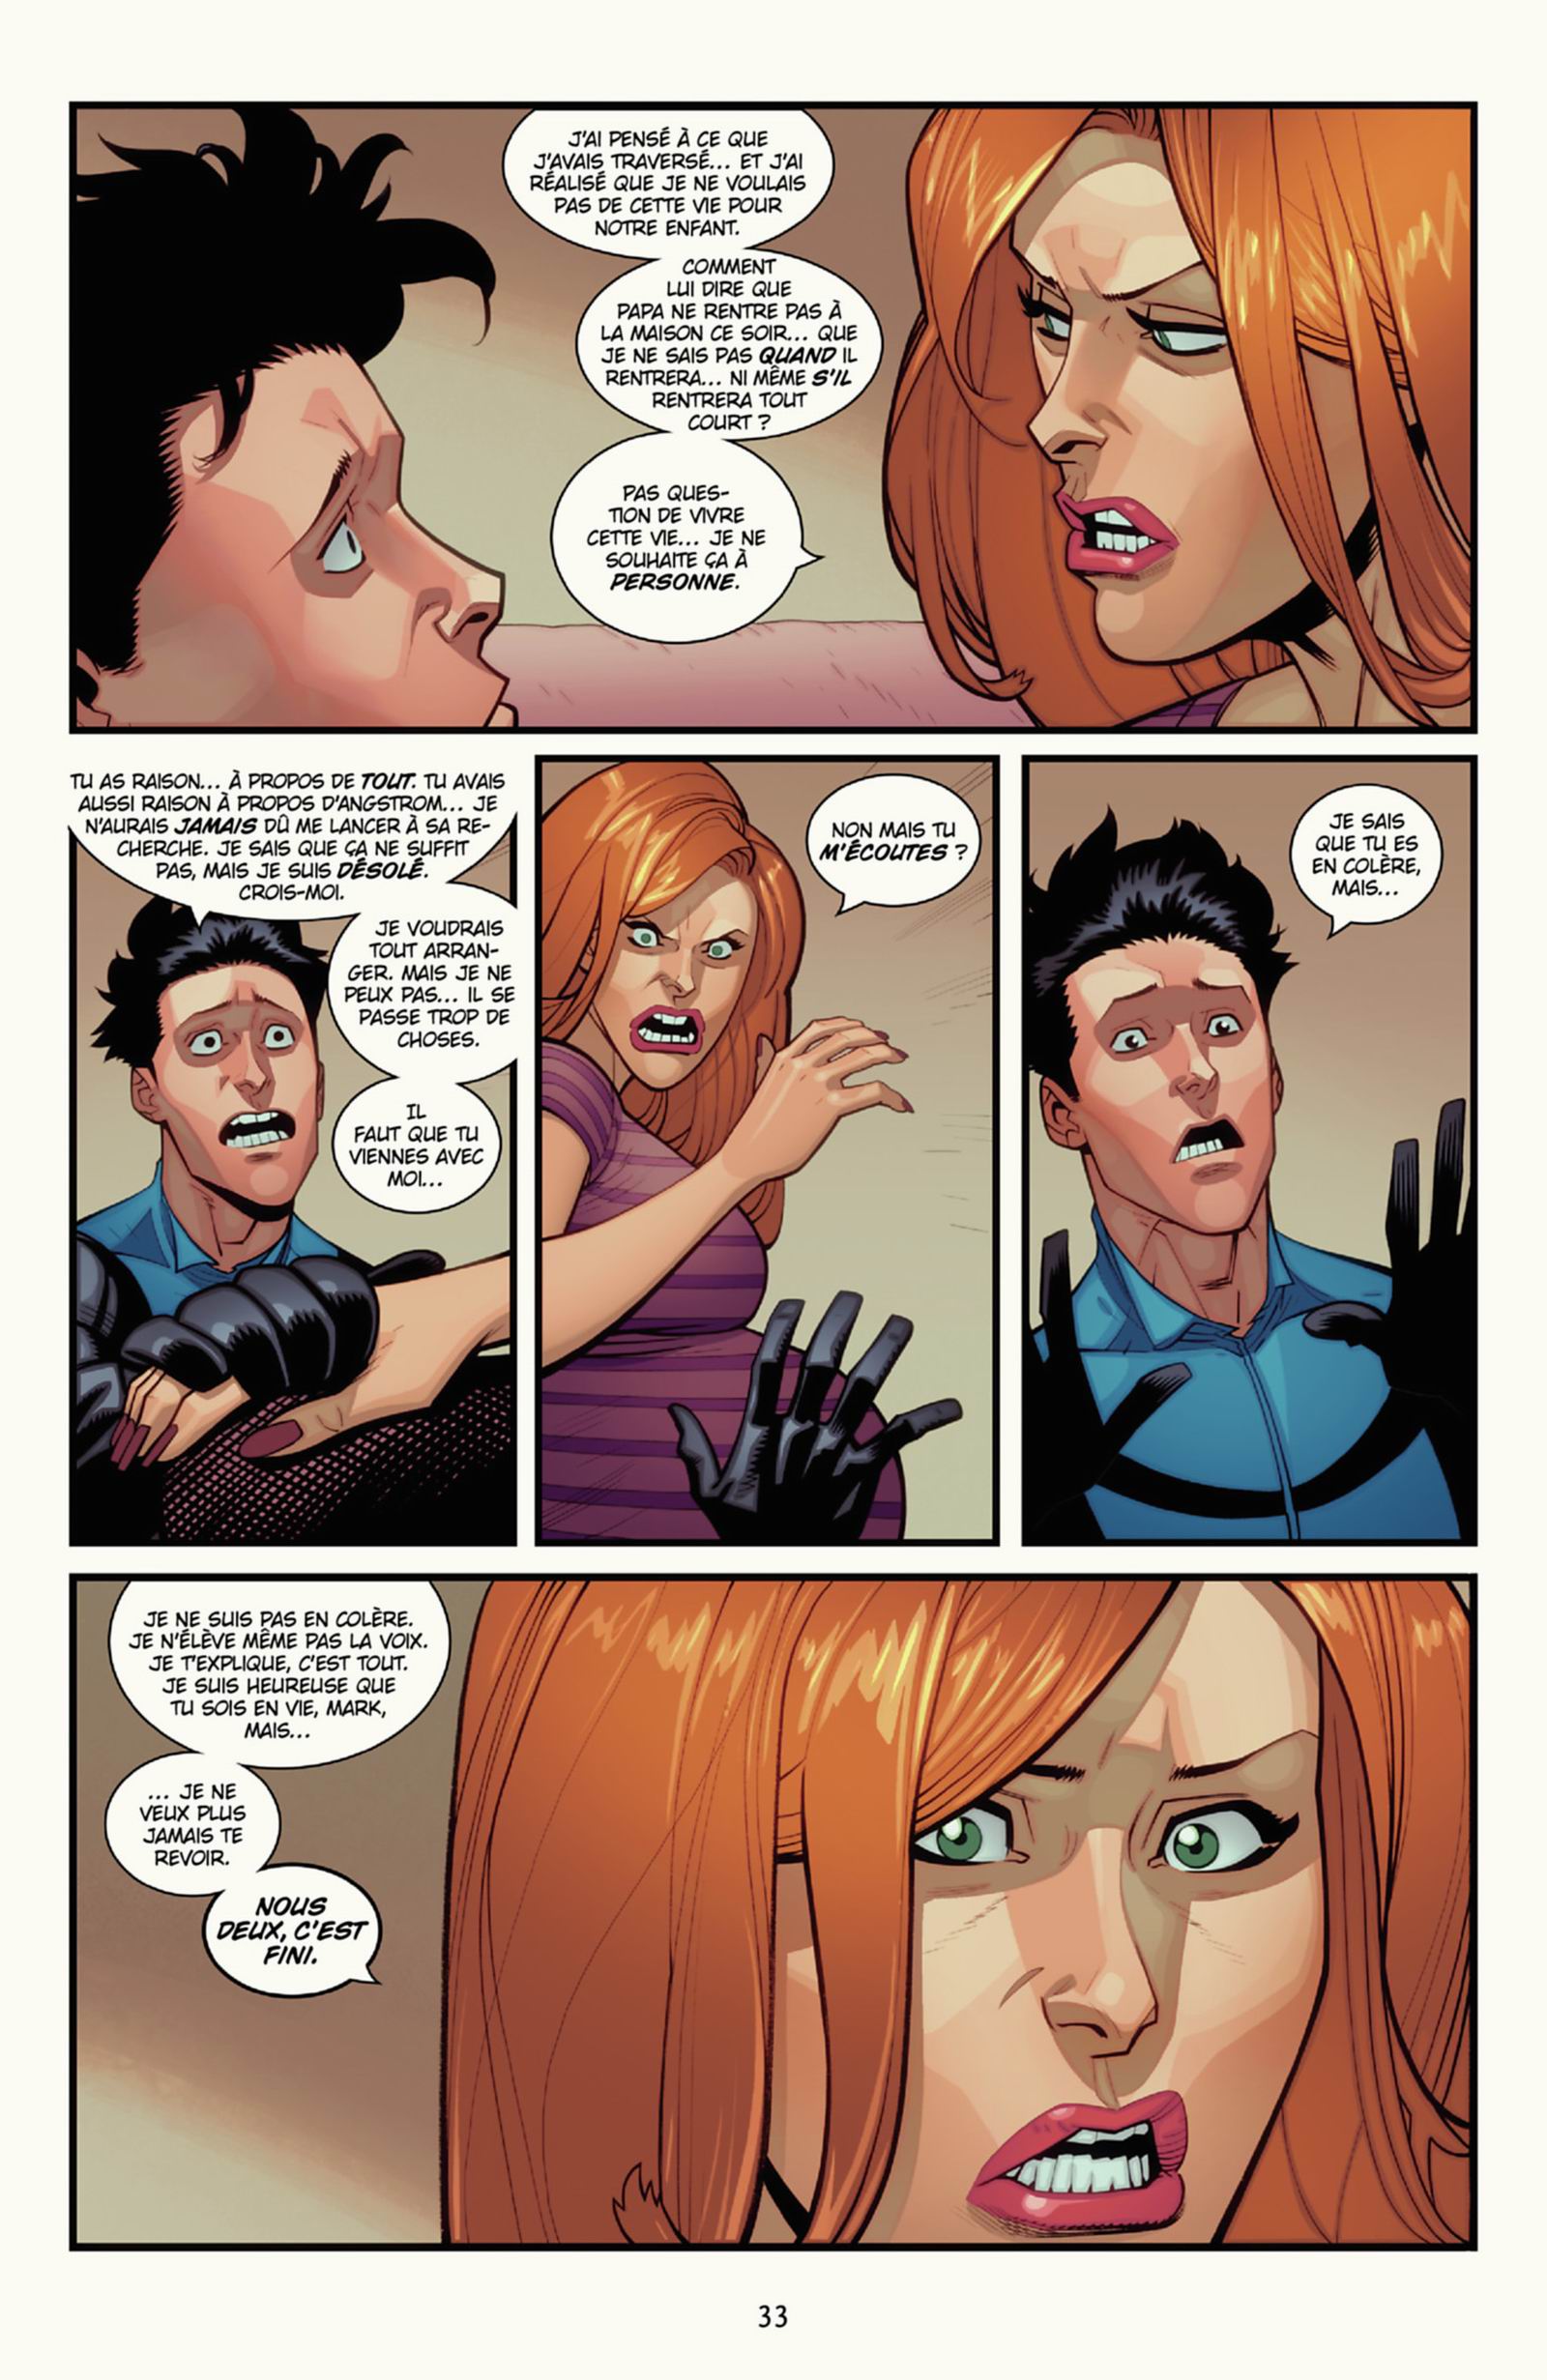 J'AI PENSÉ À CE QUE
J'AVAIS TRAVERSÉ... ET J'AI
RÉALISÉ QUE JE NE VOULAIS
PAS DE CETTE VIE POUR
NOTRE ENFANT.
COMMENT
LUI DIRE QUE
PAPA NE RENTRE PAS À
LA MAISON CE SOIR... QUE
JE NE SAIS PAS QUAND IL
RENTRERA... NI MÊME S'IL
RENTRERA TOUT
COURT ?
PAS QUES-
TION DE VIVRE
CETTE VIE... JE NE
SOUHAITE ÇA À
PERSONNE.
TU AS RAISON... À PROPOS DE TOUT. TU AVAIS
AUSSI RAISON À PROPOS D'ANGSTROM... JE
N'AURAIS JAMAIS DÛ ME LANCER À SA RE-
CHERCHE. JE SAIS QUE ÇA NE SUFFIT
PAS, MAIS JE SUIS DÉSOLÉ.
CROIS-MOI.
JE VOUDRAIS
TOUT ARRAN-
GER. MAIS JE NE
PEUX PAS... IL SE
PASSE TROP DE
CHOSES.
IL
FAUT QUE TU
VIENNES AVEC
MOI...
NON MAIS TU
M'ÉCOUTES ?
JE SAIS
QUE TU ES
EN COLÈRE,
MAIS...
JE NE SUIS PAS EN COLÈRE.
JE N'ÉLÈVE MÊME PAS LA VOIX.
JE T'EXPLIQUE, C'EST TOUT.
JE SUIS HEUREUSE QUE
TU SOIS EN VIE, MARK,
MAIS...
... JE NE
VEUX PLUS
JAMAIS TE
REVOIR.
NOUS
DEUX, C'EST
FINI.
33